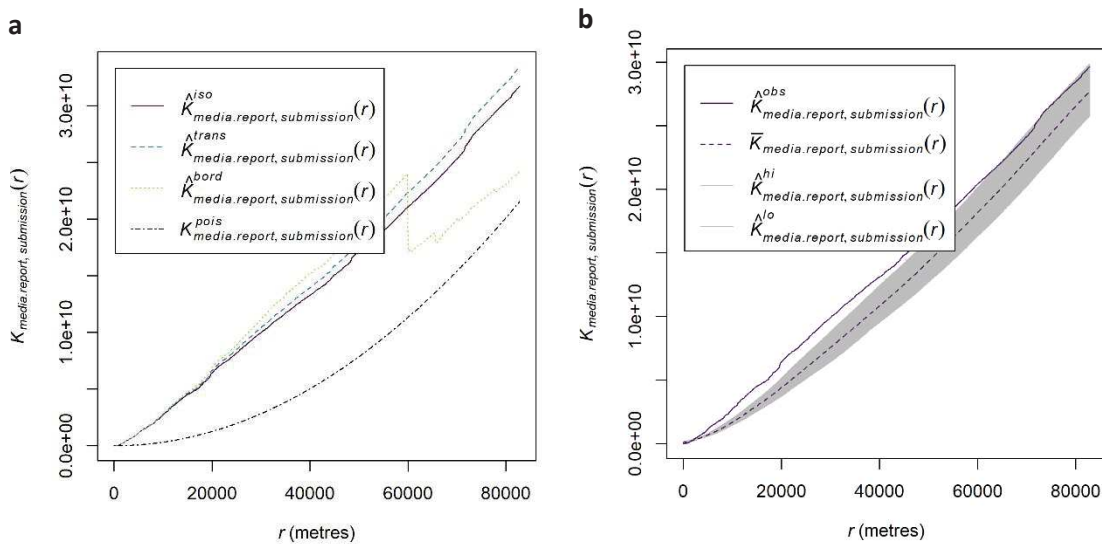 a
K̂^iso_media.report, submission(r)
K̂^trans_media.report, submission(r)
K̂^bord_media.report, submission(r)
K^pois_media.report, submission(r)
K_media.report, submission(r)
0.0e+00 1.0e+10 2.0e+10 3.0e+10
0 20000 40000 60000 80000
r (metres)
b
K̂^obs_media.report, submission(r)
K̄_media.report, submission(r)
K̂^hi_media.report, submission(r)
K̂^lo_media.report, submission(r)
K_media.report, submission(r)
0.0e+00 1.0e+10 2.0e+10 3.0e+10
0 20000 40000 60000 80000
r (metres)